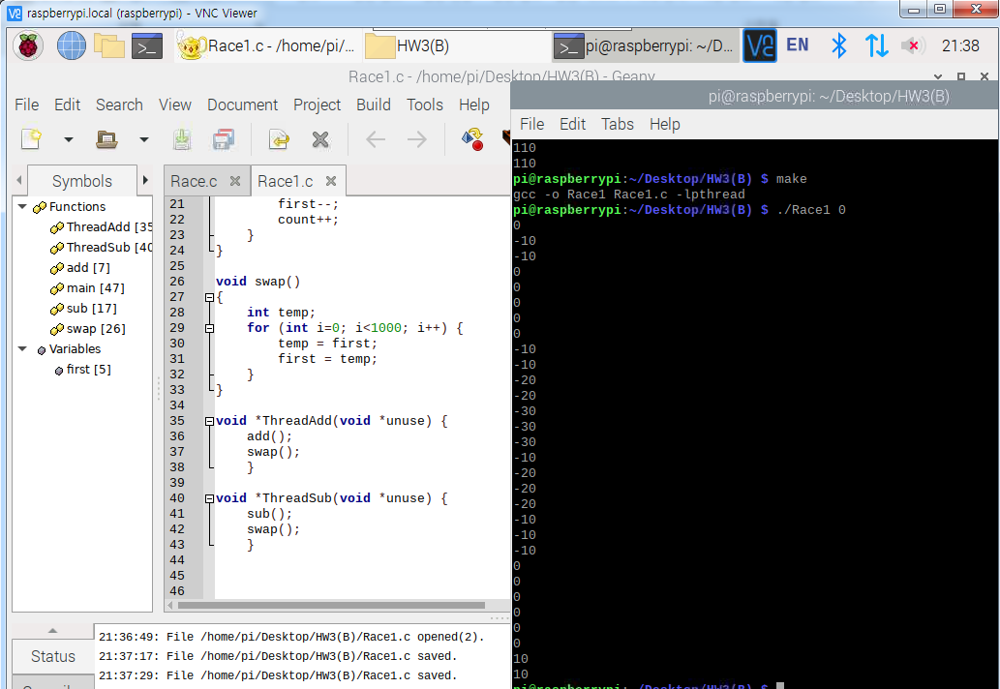 raspberrypi.local (raspberrypi) - VNC Viewer
Race1.c - /home/pi/...
HW3(B)
pi@raspberrypi: ~/D...
EN
21:38
Race1.c - /home/pi/Desktop/HW3(B) - Geany
File Edit Search View Document Project Build Tools Help
Symbols
Functions
ThreadAdd [35
ThreadSub [40
add [7]
main [47]
sub [17]
swap [26]
Variables
first [5]
Race.c
Race1.c
21 first--;
22 count++;
23 }
24 }
25
26 void swap()
27 {
28 int temp;
29 for (int i=0; i<1000; i++) {
30 temp = first;
31 first = temp;
32 }
33 }
34
35 void *ThreadAdd(void *unuse) {
36 add();
37 swap();
38 }
39
40 void *ThreadSub(void *unuse) {
41 sub();
42 swap();
43 }
44
45
46
Status
21:36:49: File /home/pi/Desktop/HW3(B)/Race1.c opened(2).
21:37:17: File /home/pi/Desktop/HW3(B)/Race1.c saved.
21:37:29: File /home/pi/Desktop/HW3(B)/Race1.c saved.
pi@raspberrypi: ~/Desktop/HW3(B)
File Edit Tabs Help
110
110
pi@raspberrypi:~/Desktop/HW3(B) $ make
gcc -o Race1 Race1.c -lpthread
pi@raspberrypi:~/Desktop/HW3(B) $ ./Race1 0
0
-10
-10
0
0
0
0
0
-10
-10
-20
-20
-30
-30
-30
-10
-20
-20
-20
-10
-10
-10
0
0
0
0
0
0
10
10
pi@raspberrypi:~/Desktop/HW3(B) $